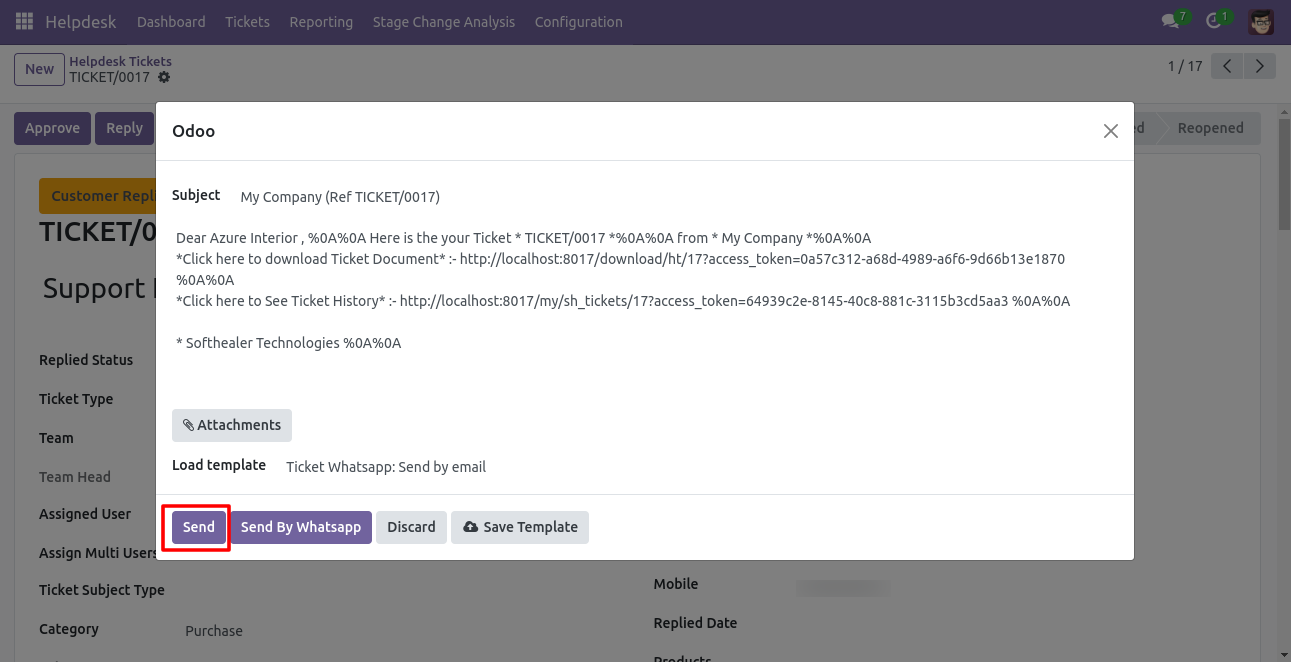 Helpdesk Dashboard Tickets Reporting Stage Change Analysis Configuration 7 1
New Helpdesk Tickets
TICKET/0017
1 / 17
Approve Reply Reopened
Odoo
Customer Repli
TICKET/0
Support
Subject My Company (Ref TICKET/0017)
Dear Azure Interior , %0A%0A Here is the your Ticket * TICKET/0017 *%0A%0A from * My Company *%0A%0A
*Click here to download Ticket Document* :- http://localhost:8017/download/ht/17?access_token=0a57c312-a68d-4989-a6f6-9d66b13e1870
%0A%0A
*Click here to See Ticket History* :- http://localhost:8017/my/sh_tickets/17?access_token=64939c2e-8145-40c8-881c-3115b3cd5aa3 %0A%0A
* Softhealer Technologies %0A%0A
Attachments
Load template Ticket Whatsapp: Send by email
Send Send By Whatsapp Discard Save Template
Replied Status
Ticket Type
Team
Team Head
Assigned User
Assign Multi Users
Ticket Subject Type
Category Purchase
Mobile
Replied Date
Products